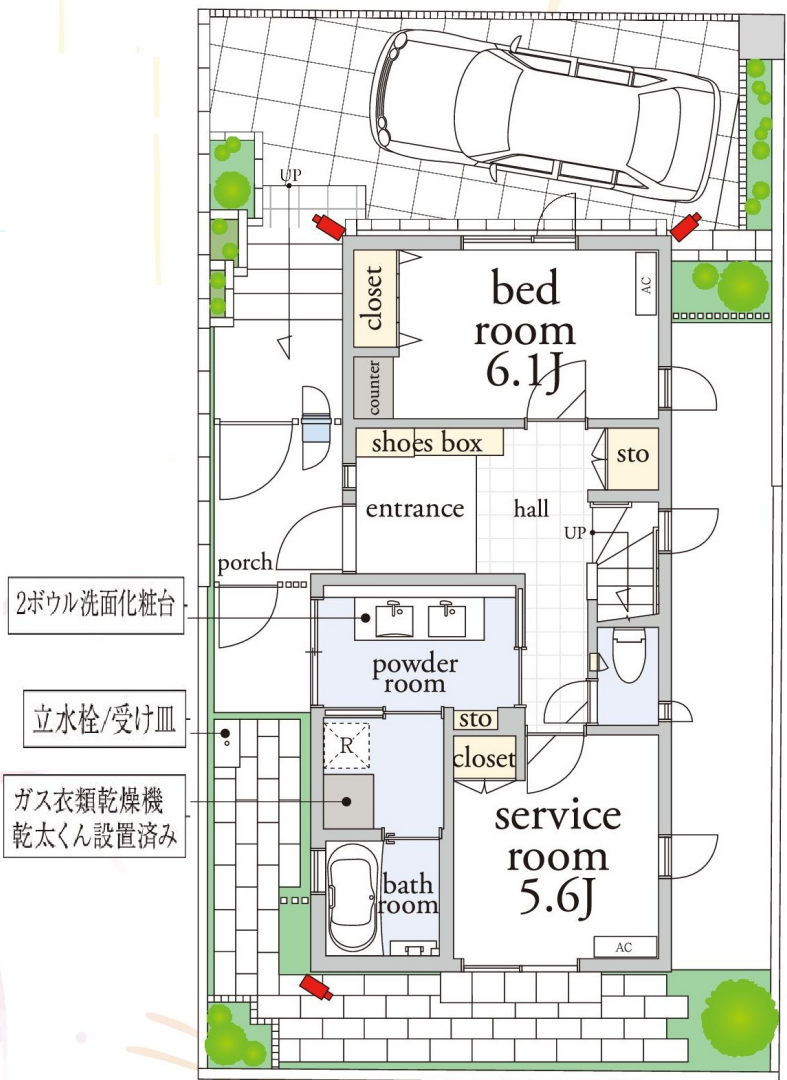 UP
closet
bed
room
6.1J
AC
counter
shoes box
sto
entrance
hall
UP
porch
2ボウル洗面化粧台
powder
room
立水栓/受け皿
sto
R
closet
ガス衣類乾燥機
乾太くん設置済み
service
room
5.6J
bath
room
AC